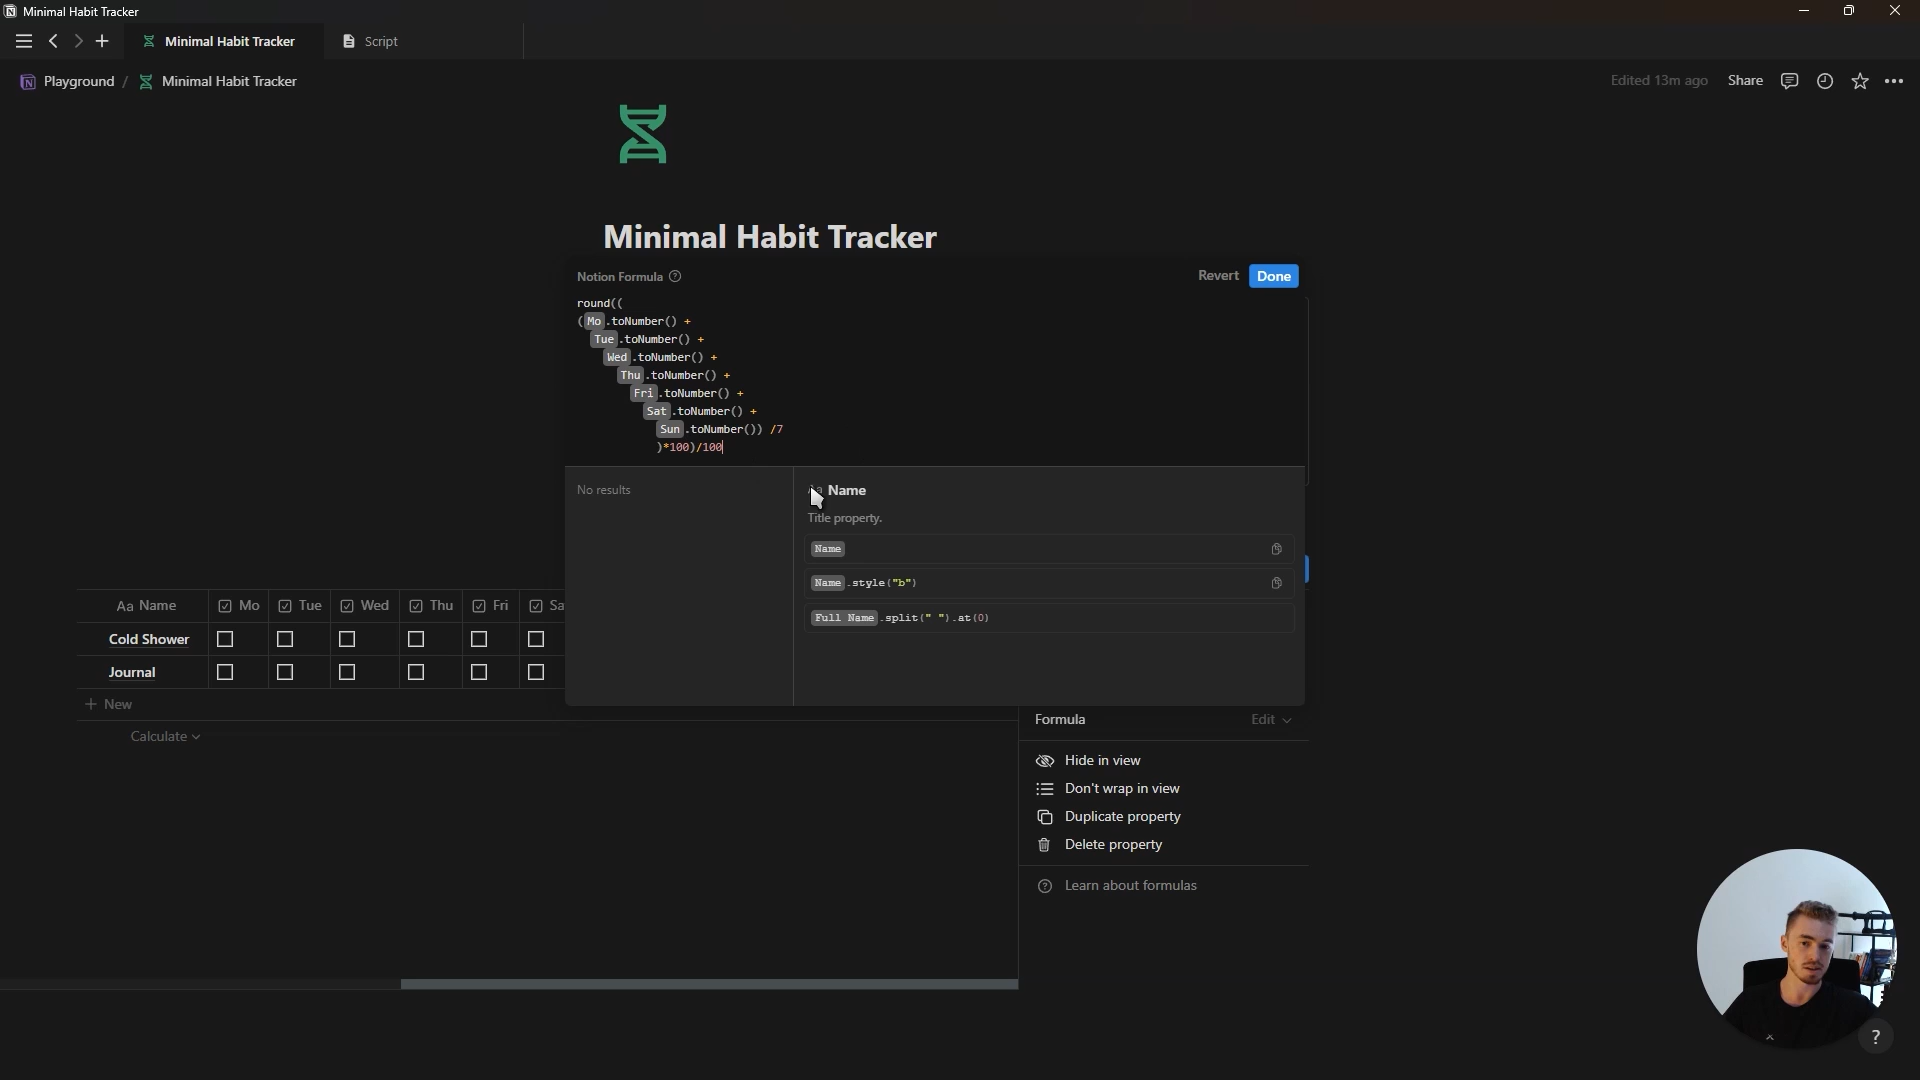 Minimal Habit Tracker
Minimal Habit Tracker
Script
Playground / Minimal Habit Tracker
Edited 13m ago
Share
Minimal Habit Tracker
Notion Formula
Revert
Done
round((
(Mo.toNumber() +
Tue.toNumber() +
Wed.toNumber() +
Thu.toNumber() +
Fri.toNumber() +
Sat.toNumber() +
Sun.toNumber()) /7
)*100)/100
No results
Aa Name
Title property.
Name
Name.style("b")
Full Name.split(" ").at(0)
Aa Name Mo Tue Wed Thu Fri Sa
Cold Shower
Journal
+ New
Calculate
Formula
Edit
Hide in view
Don't wrap in view
Duplicate property
Delete property
Learn about formulas
?